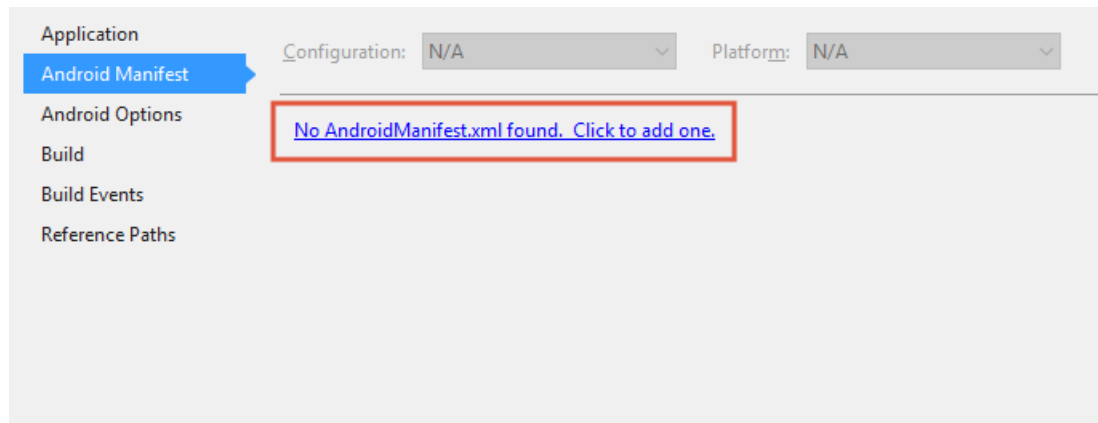 Application
Configuration: N/A Platform: N/A
Android Manifest
Android Options
No AndroidManifest.xml found.  Click to add one.
Build
Build Events
Reference Paths